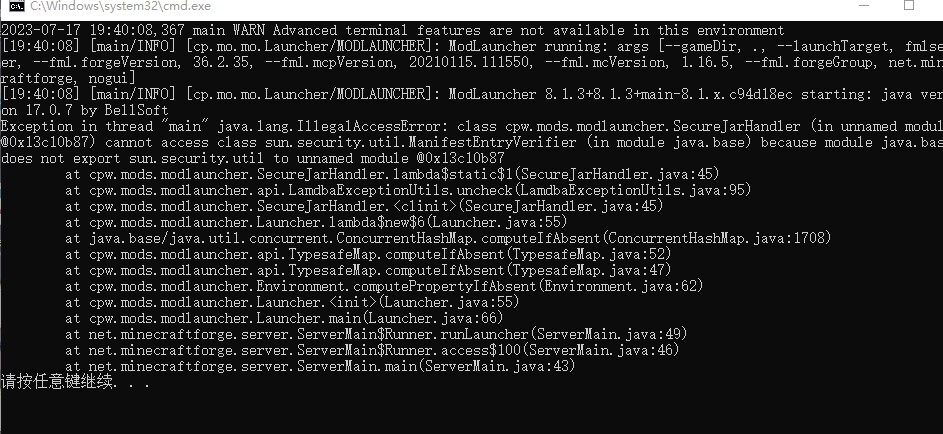 C:\Windows\system32\cmd.exe
2023-07-17 19:40:08,367 main WARN Advanced terminal features are not available in this environment
[19:40:08] [main/INFO] [cp.mo.mo.Launcher/MODLAUNCHER]: ModLauncher running: args [--gameDir, ., --launchTarget, fmlse
er, --fml.forgeVersion, 36.2.35, --fml.mcpVersion, 20210115.111550, --fml.mcVersion, 1.16.5, --fml.forgeGroup, net.min
raftforge, nogui]
[19:40:08] [main/INFO] [cp.mo.mo.Launcher/MODLAUNCHER]: ModLauncher 8.1.3+8.1.3+main-8.1.x.c94d18ec starting: java ver
on 17.0.7 by BellSoft
Exception in thread "main" java.lang.IllegalAccessError: class cpw.mods.modlauncher.SecureJarHandler (in unnamed modul
@0x13c10b87) cannot access class sun.security.util.ManifestEntryVerifier (in module java.base) because module java.bas
does not export sun.security.util to unnamed module @0x13c10b87
at cpw.mods.modlauncher.SecureJarHandler.lambda$static$1(SecureJarHandler.java:45)
at cpw.mods.modlauncher.api.LamdbaExceptionUtils.uncheck(LamdbaExceptionUtils.java:95)
at cpw.mods.modlauncher.SecureJarHandler.<clinit>(SecureJarHandler.java:45)
at cpw.mods.modlauncher.Launcher.lambda$new$6(Launcher.java:55)
at java.base/java.util.concurrent.ConcurrentHashMap.computeIfAbsent(ConcurrentHashMap.java:1708)
at cpw.mods.modlauncher.api.TypesafeMap.computeIfAbsent(TypesafeMap.java:52)
at cpw.mods.modlauncher.api.TypesafeMap.computeIfAbsent(TypesafeMap.java:47)
at cpw.mods.modlauncher.Environment.computePropertyIfAbsent(Environment.java:62)
at cpw.mods.modlauncher.Launcher.<init>(Launcher.java:55)
at cpw.mods.modlauncher.Launcher.main(Launcher.java:66)
at net.minecraftforge.server.ServerMain$Runner.runLauncher(ServerMain.java:49)
at net.minecraftforge.server.ServerMain$Runner.access$100(ServerMain.java:46)
at net.minecraftforge.server.ServerMain.main(ServerMain.java:43)
请按任意键继续. . .